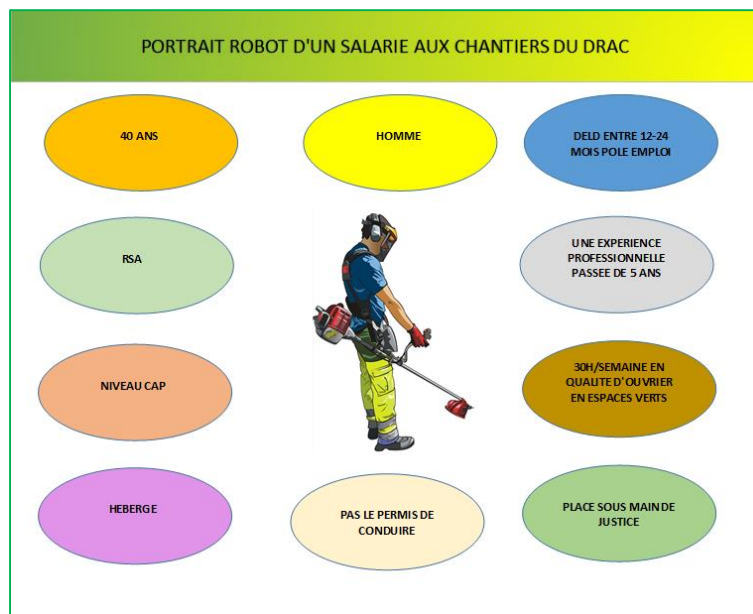 PORTRAIT ROBOT D'UN SALARIE AUX CHANTIERS DU DRAC
40 ANS
HOMME
DELD ENTRE 12-24
MOIS POLE EMPLOI
RSA
UNE EXPERIENCE
PROFESSIONNELLE
PASSEE DE 5 ANS
NIVEAU CAP
30H/SEMAINE EN
QUALITE D'OUVRIER
EN ESPACES VERTS
HEBERGE
PAS LE PERMIS DE
CONDUIRE
PLACE SOUS MAIN DE
JUSTICE